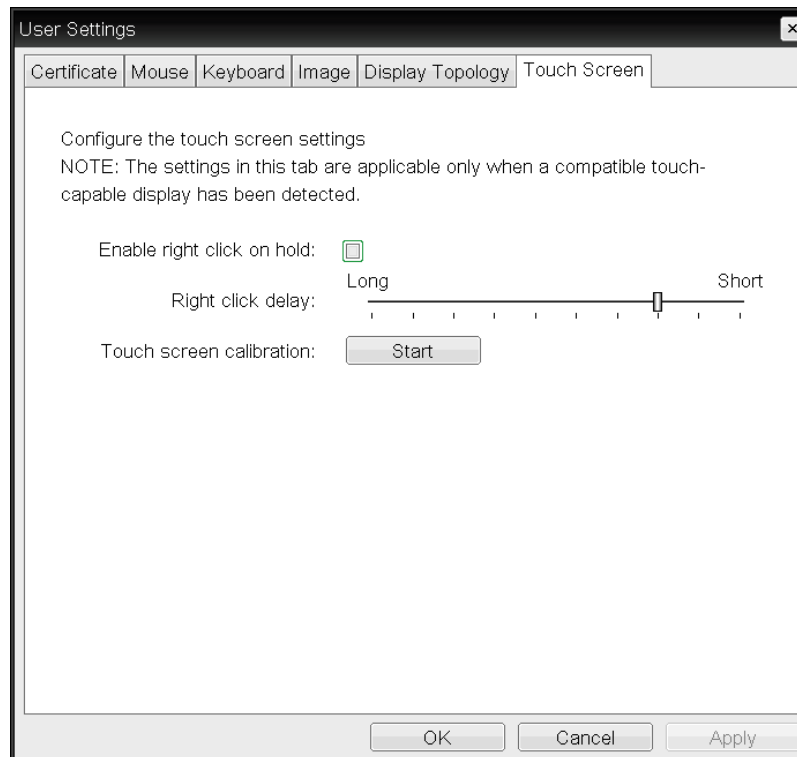 User Settings
Certificate Mouse Keyboard Image Display Topology Touch Screen
Configure the touch screen settings
NOTE: The settings in this tab are applicable only when a compatible touch-
capable display has been detected.
Enable right click on hold:
Long Short
Right click delay:
Touch screen calibration: Start
OK Cancel Apply